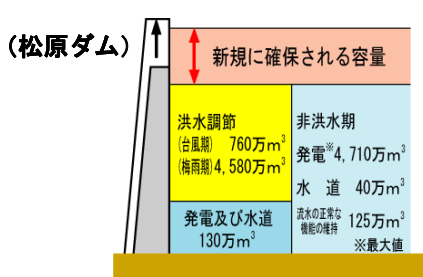 （松原ダム）
新規に確保される容量
洪水調節
(台風期) 760万m³
(梅雨期)4,580万m³
発電及び水道
130万m³
非洪水期
発電※4,710万m³
水 道 40万m³
流水の正常な
機能の維持 125万m³
※最大値